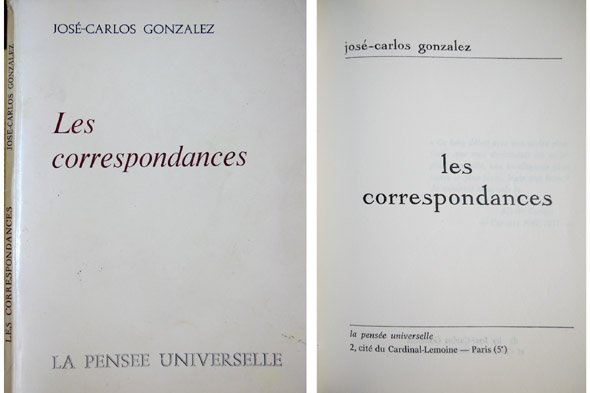 JOSE-CARLOS GONZALEZ
LES CORRESPONDANCES
JOSÉ-CARLOS GONZALEZ
Les
correspondances
LA PENSEE UNIVERSELLE
josé-carlos gonzalez
les
correspondances
la pensée universelle
2, cité du Cardinal-Lemoine — Paris (5ᵉ)